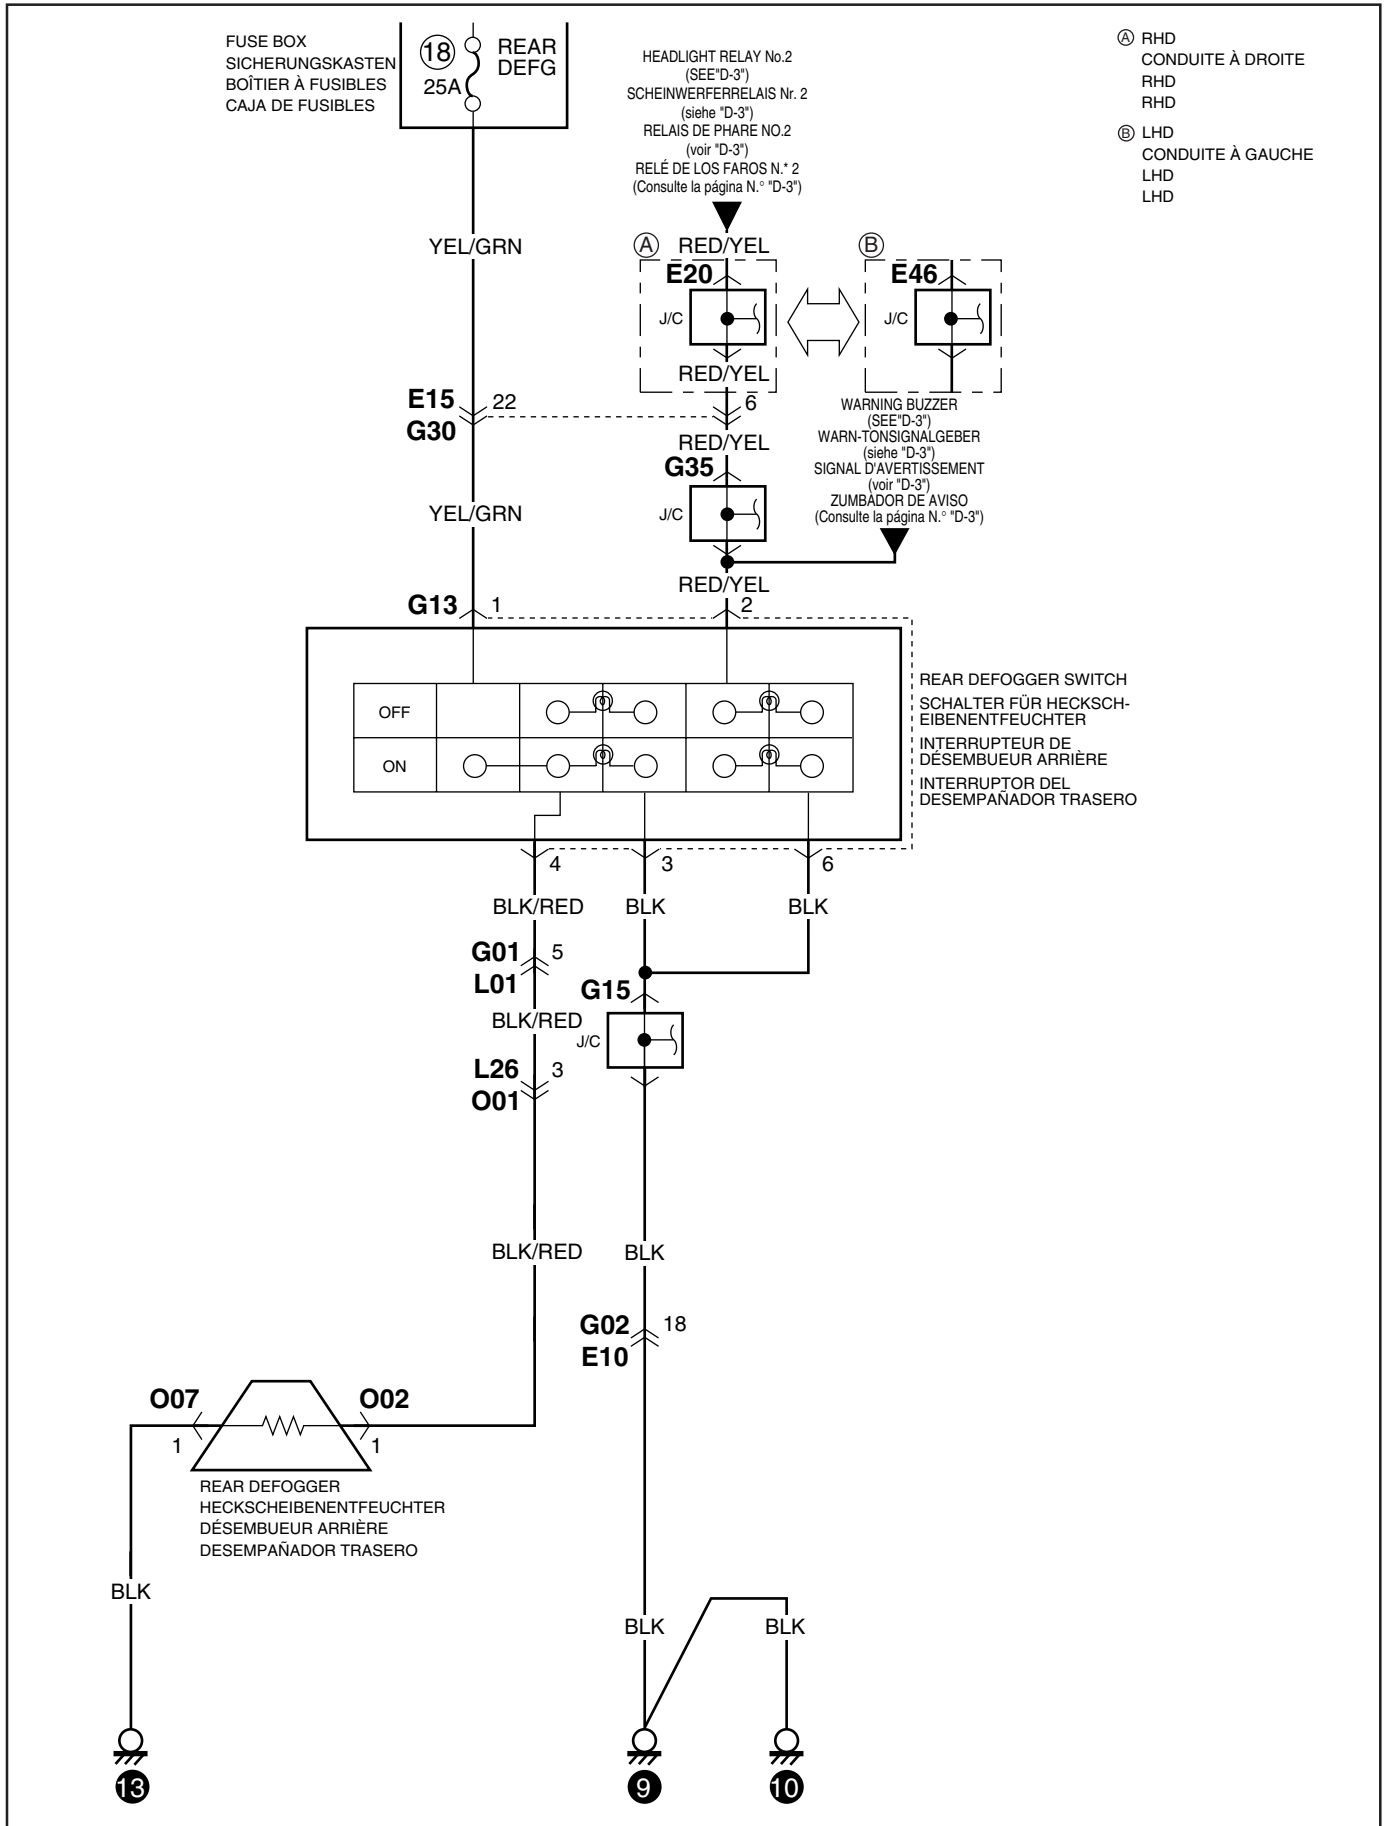 FUSE BOX
SICHERUNGSKASTEN
BOÎTIER À FUSIBLES
CAJA DE FUSIBLES
18
25A
REAR
DEFG
HEADLIGHT RELAY No.2
(SEE"D-3")
SCHEINWERFERRELAIS Nr. 2
(siehe "D-3")
RELAIS DE PHARE NO.2
(voir "D-3")
RELÉ DE LOS FAROS N.* 2
(Consulte la página N.° "D-3")
A RHD
CONDUITE À DROITE
RHD
RHD
B LHD
CONDUITE À GAUCHE
LHD
LHD
YEL/GRN
A
RED/YEL
B
E20
E46
J/C
J/C
RED/YEL
E15
22
6
G30
RED/YEL
WARNING BUZZER
(SEE"D-3")
WARN-TONSIGNALGEBER
(siehe "D-3")
SIGNAL D'AVERTISSEMENT
(voir "D-3")
ZUMBADOR DE AVISO
(Consulte la página N.° "D-3")
G35
YEL/GRN
J/C
RED/YEL
G13
1
2
OFF
ON
REAR DEFOGGER SWITCH
SCHALTER FÜR HECKSCH-
EIBENENTFEUCHTER
INTERRUPTEUR DE
DÉSEMBUEUR ARRIÈRE
INTERRUPTOR DEL
DESEMPAÑADOR TRASERO
4
3
6
BLK/RED
BLK
BLK
G01
5
L01
G15
BLK/RED
J/C
L26
3
O01
BLK/RED
BLK
G02
18
E10
O07
O02
1
1
REAR DEFOGGER
HECKSCHEIBENENTFEUCHTER
DÉSEMBUEUR ARRIÈRE
DESEMPAÑADOR TRASERO
BLK
BLK
BLK
13
9
10